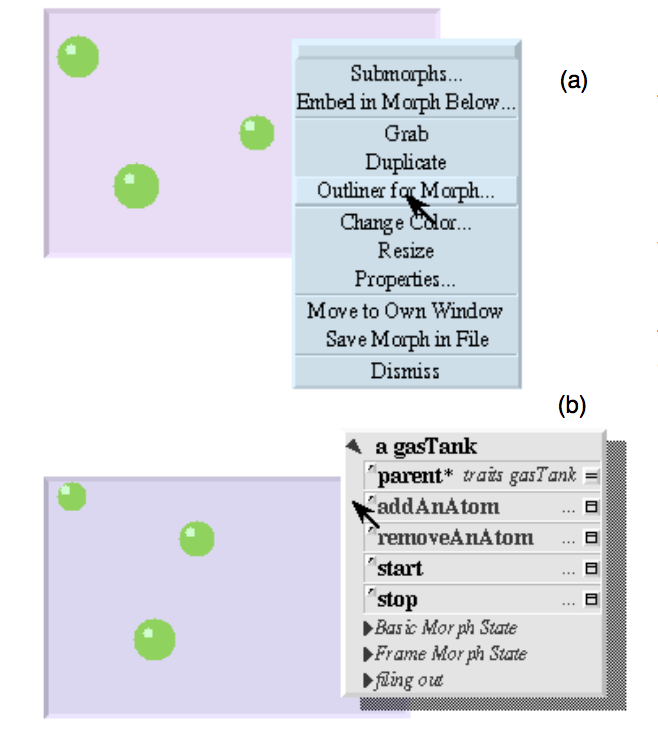 (a)
Submorphs...
Embed in Morph Below...
Grab
Duplicate
Outliner for Morph...
Change Color...
Resize
Properties...
Move to Own Window
Save Morph in File
Dismiss
(b)
a gasTank
parent* traits gasTank =
addAnAtom ...
removeAnAtom ...
start ...
stop ...
Basic Morph State
Frame Morph State
filing out